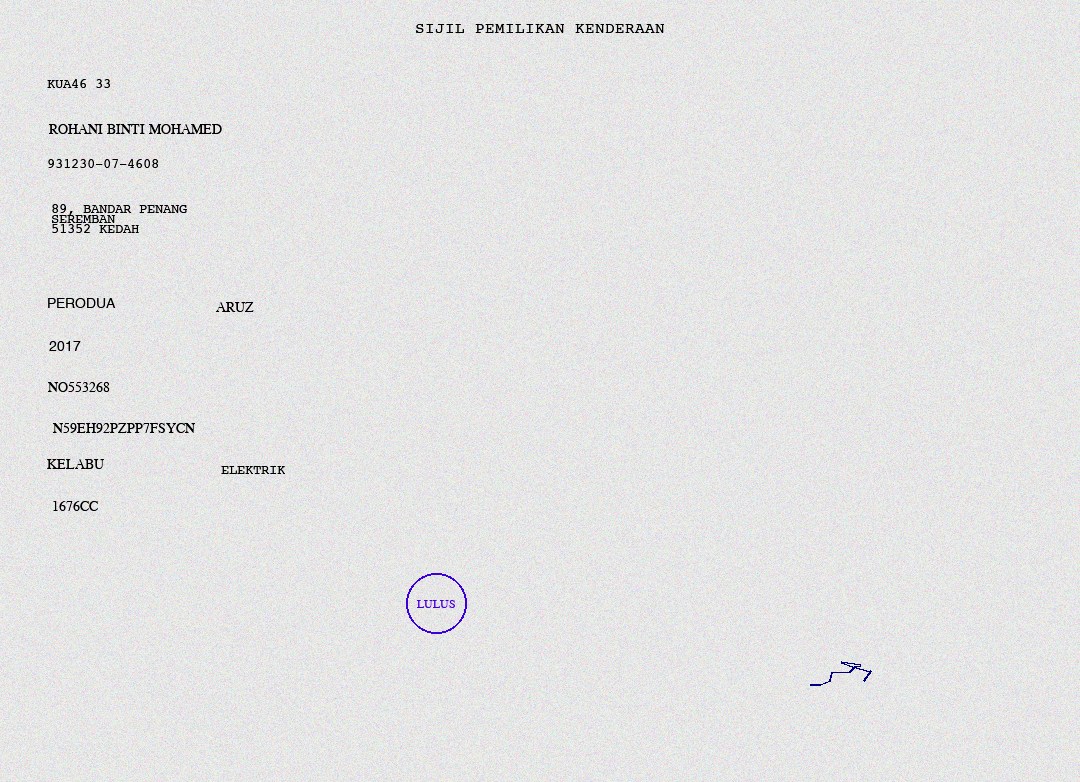 SIJIL PEMILIKAN KENDERAAN
KUA46 33
ROHANI BINTI MOHAMED
931230-07-4608
89, BANDAR PENANG
SEREMBAN
51352 KEDAH
PERODUA ARUZ
2017
NO553268
N59EH92PZPP7FSYCN
KELABU ELEKTRIK
1676CC
LULUS